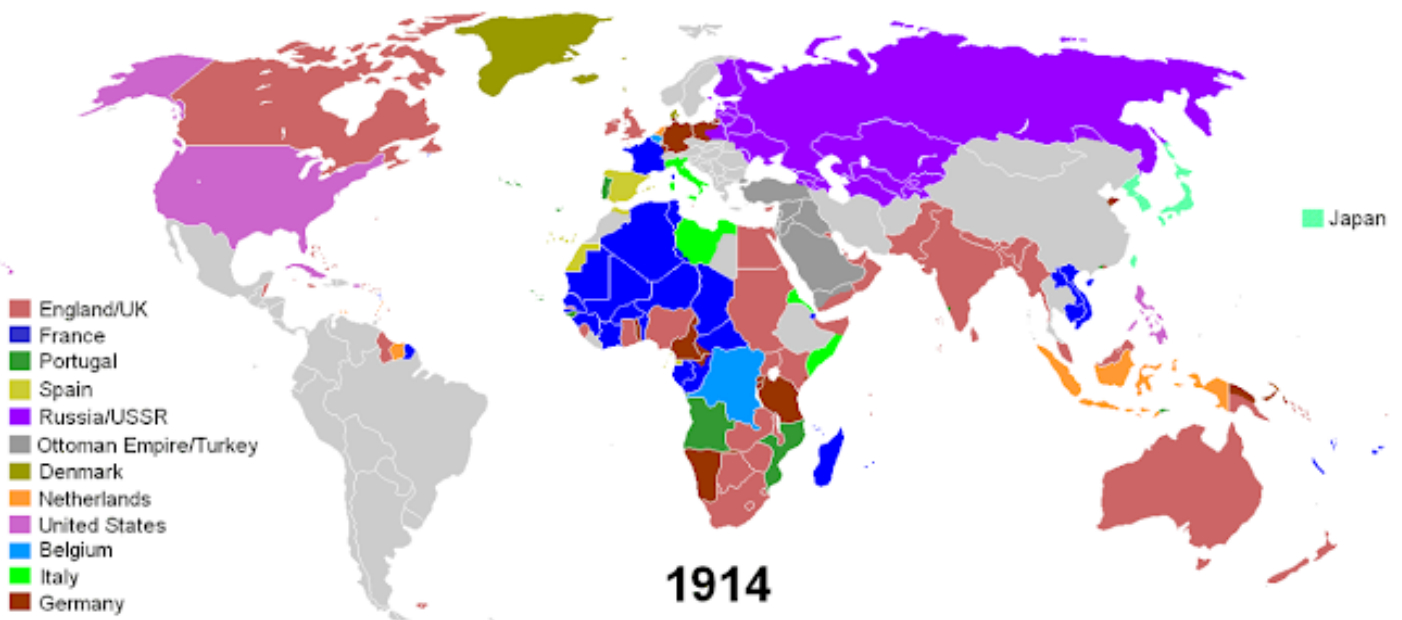 Japan
England/UK
France
Portugal
Spain
Russia/USSR
Ottoman Empire/Turkey
Denmark
Netherlands
United States
Belgium
Italy
Germany
1914